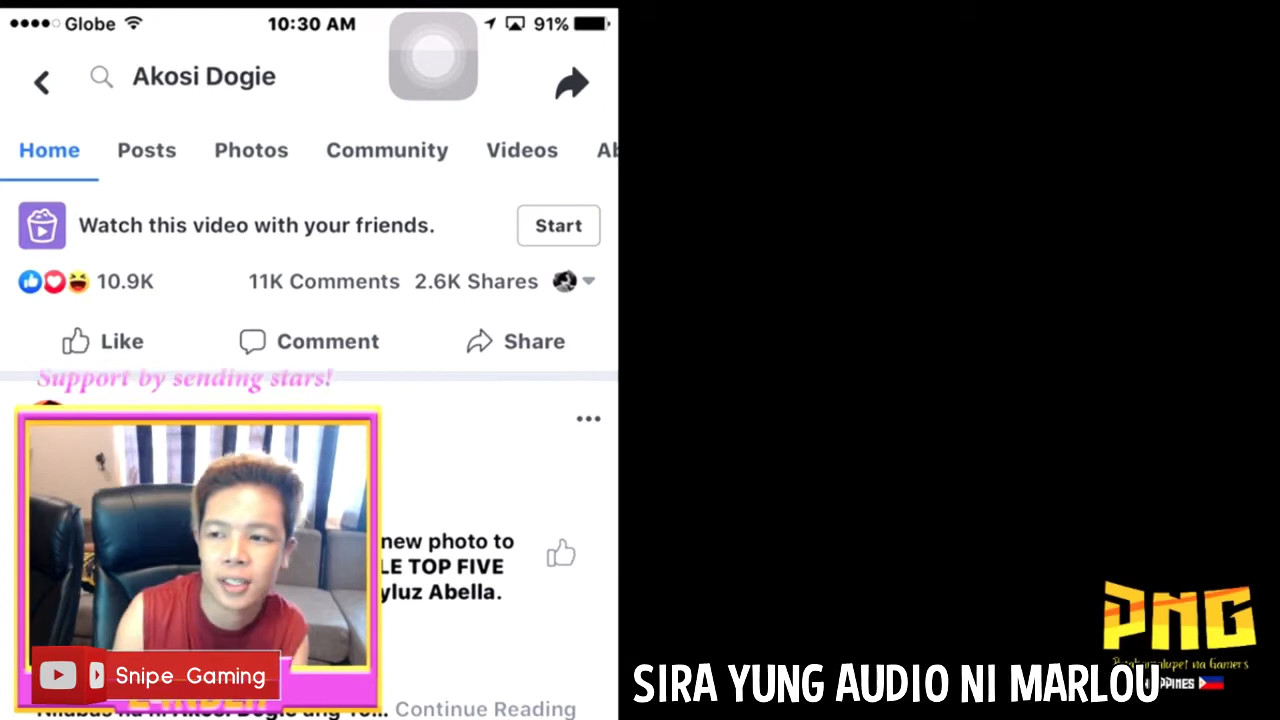 Globe 10:30 AM 91%
Akosi Dogie
Home Posts Photos Community Videos Ab
Watch this video with your friends. Start
10.9K 11K Comments 2.6K Shares
Like Comment Share
Support by sending stars!
new photo to
LE TOP FIVE
yluz Abella.
Snipe Gaming
Continue Reading
PNG
SIRA YUNG AUDIO NI MARLOU